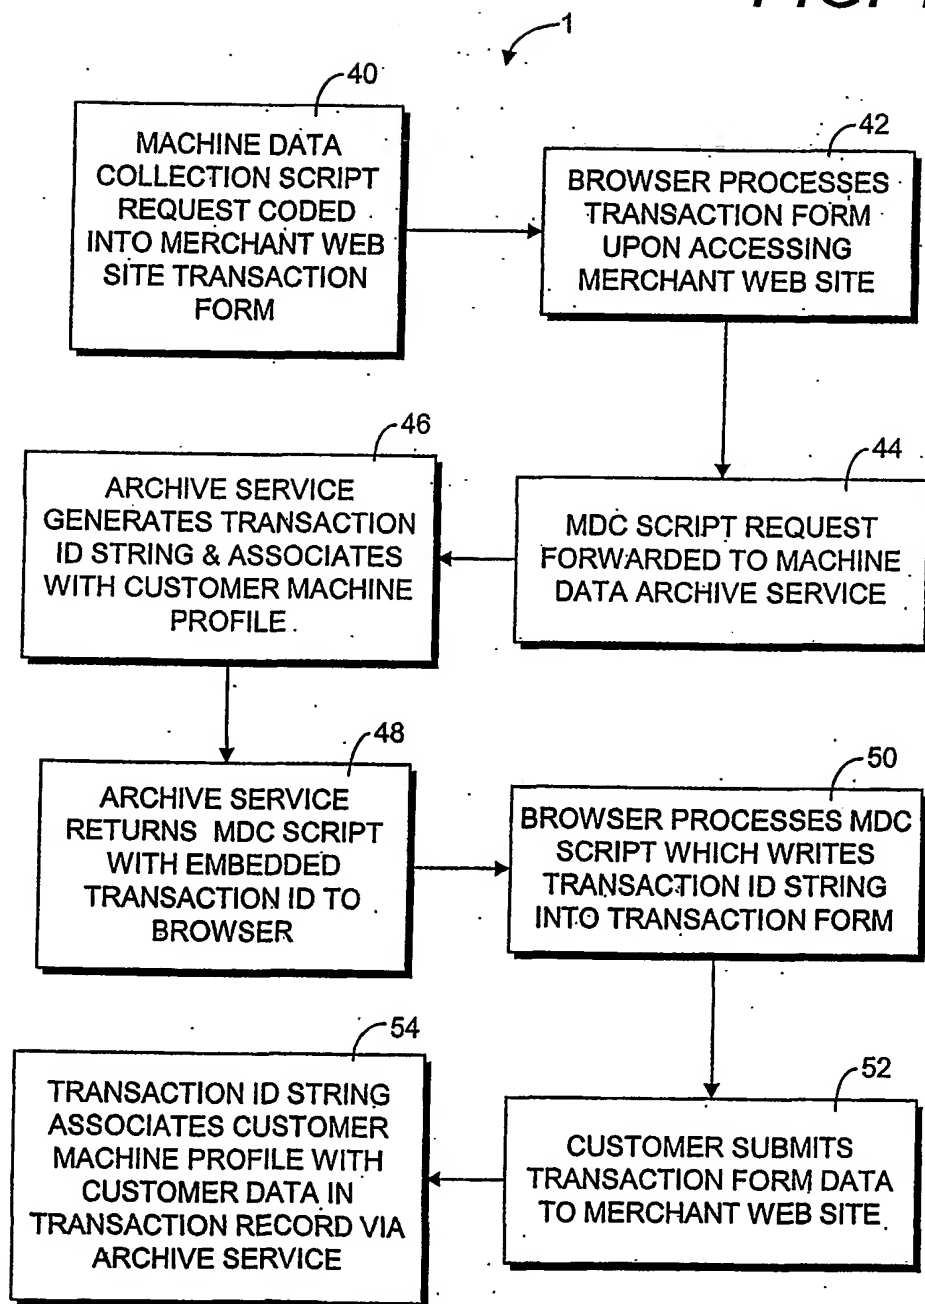 1
40
MACHINE DATA
COLLECTION SCRIPT
REQUEST CODED
INTO MERCHANT WEB
SITE TRANSACTION
FORM
42
BROWSER PROCESSES
TRANSACTION FORM
UPON ACCESSING
MERCHANT WEB SITE
44
MDC SCRIPT REQUEST
FORWARDED TO MACHINE
DATA ARCHIVE SERVICE
46
ARCHIVE SERVICE
GENERATES TRANSACTION
ID STRING & ASSOCIATES
WITH CUSTOMER MACHINE
PROFILE
48
ARCHIVE SERVICE
RETURNS MDC SCRIPT
WITH EMBEDDED
TRANSACTION ID TO
BROWSER
50
BROWSER PROCESSES MDC
SCRIPT WHICH WRITES
TRANSACTION ID STRING
INTO TRANSACTION FORM
52
CUSTOMER SUBMITS
TRANSACTION FORM DATA
TO MERCHANT WEB SITE
54
TRANSACTION ID STRING
ASSOCIATES CUSTOMER
MACHINE PROFILE WITH
CUSTOMER DATA IN
TRANSACTION RECORD VIA
ARCHIVE SERVICE